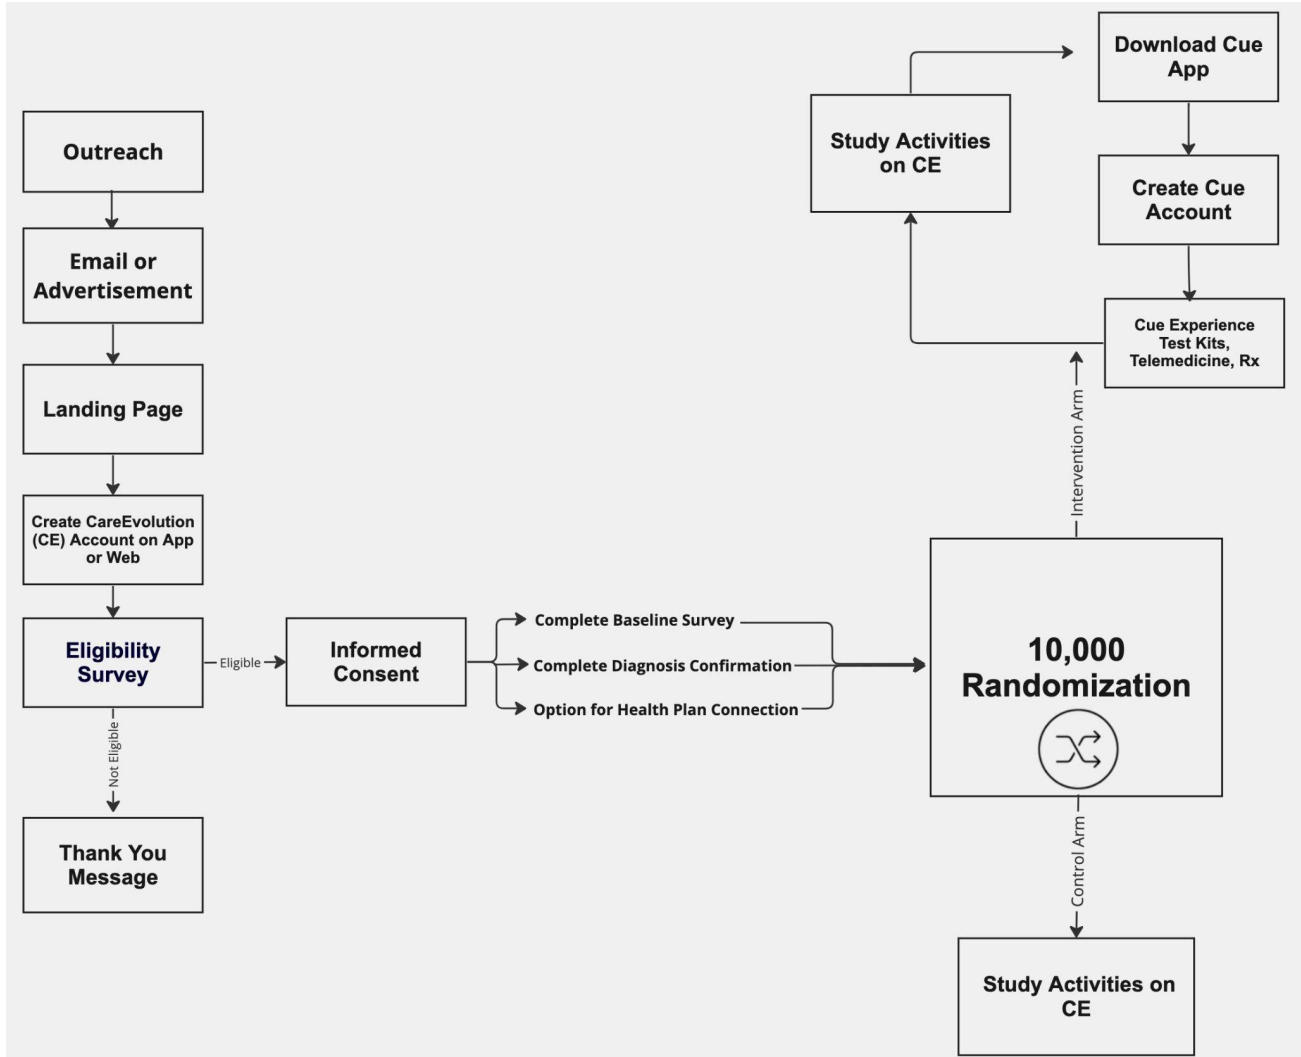 Outreach
Email or
Advertisement
Landing Page
Create CareEvolution
(CE) Account on App
or Web
Eligibility
Survey
Not Eligible
Thank You
Message
Eligible
Informed
Consent
Complete Baseline Survey
Complete Diagnosis Confirmation
Option for Health Plan Connection
10,000
Randomization
Intervention Arm
Study Activities
on CE
Download Cue
App
Create Cue
Account
Cue Experience
Test Kits,
Telemedicine, Rx
Control Arm
Study Activities on
CE